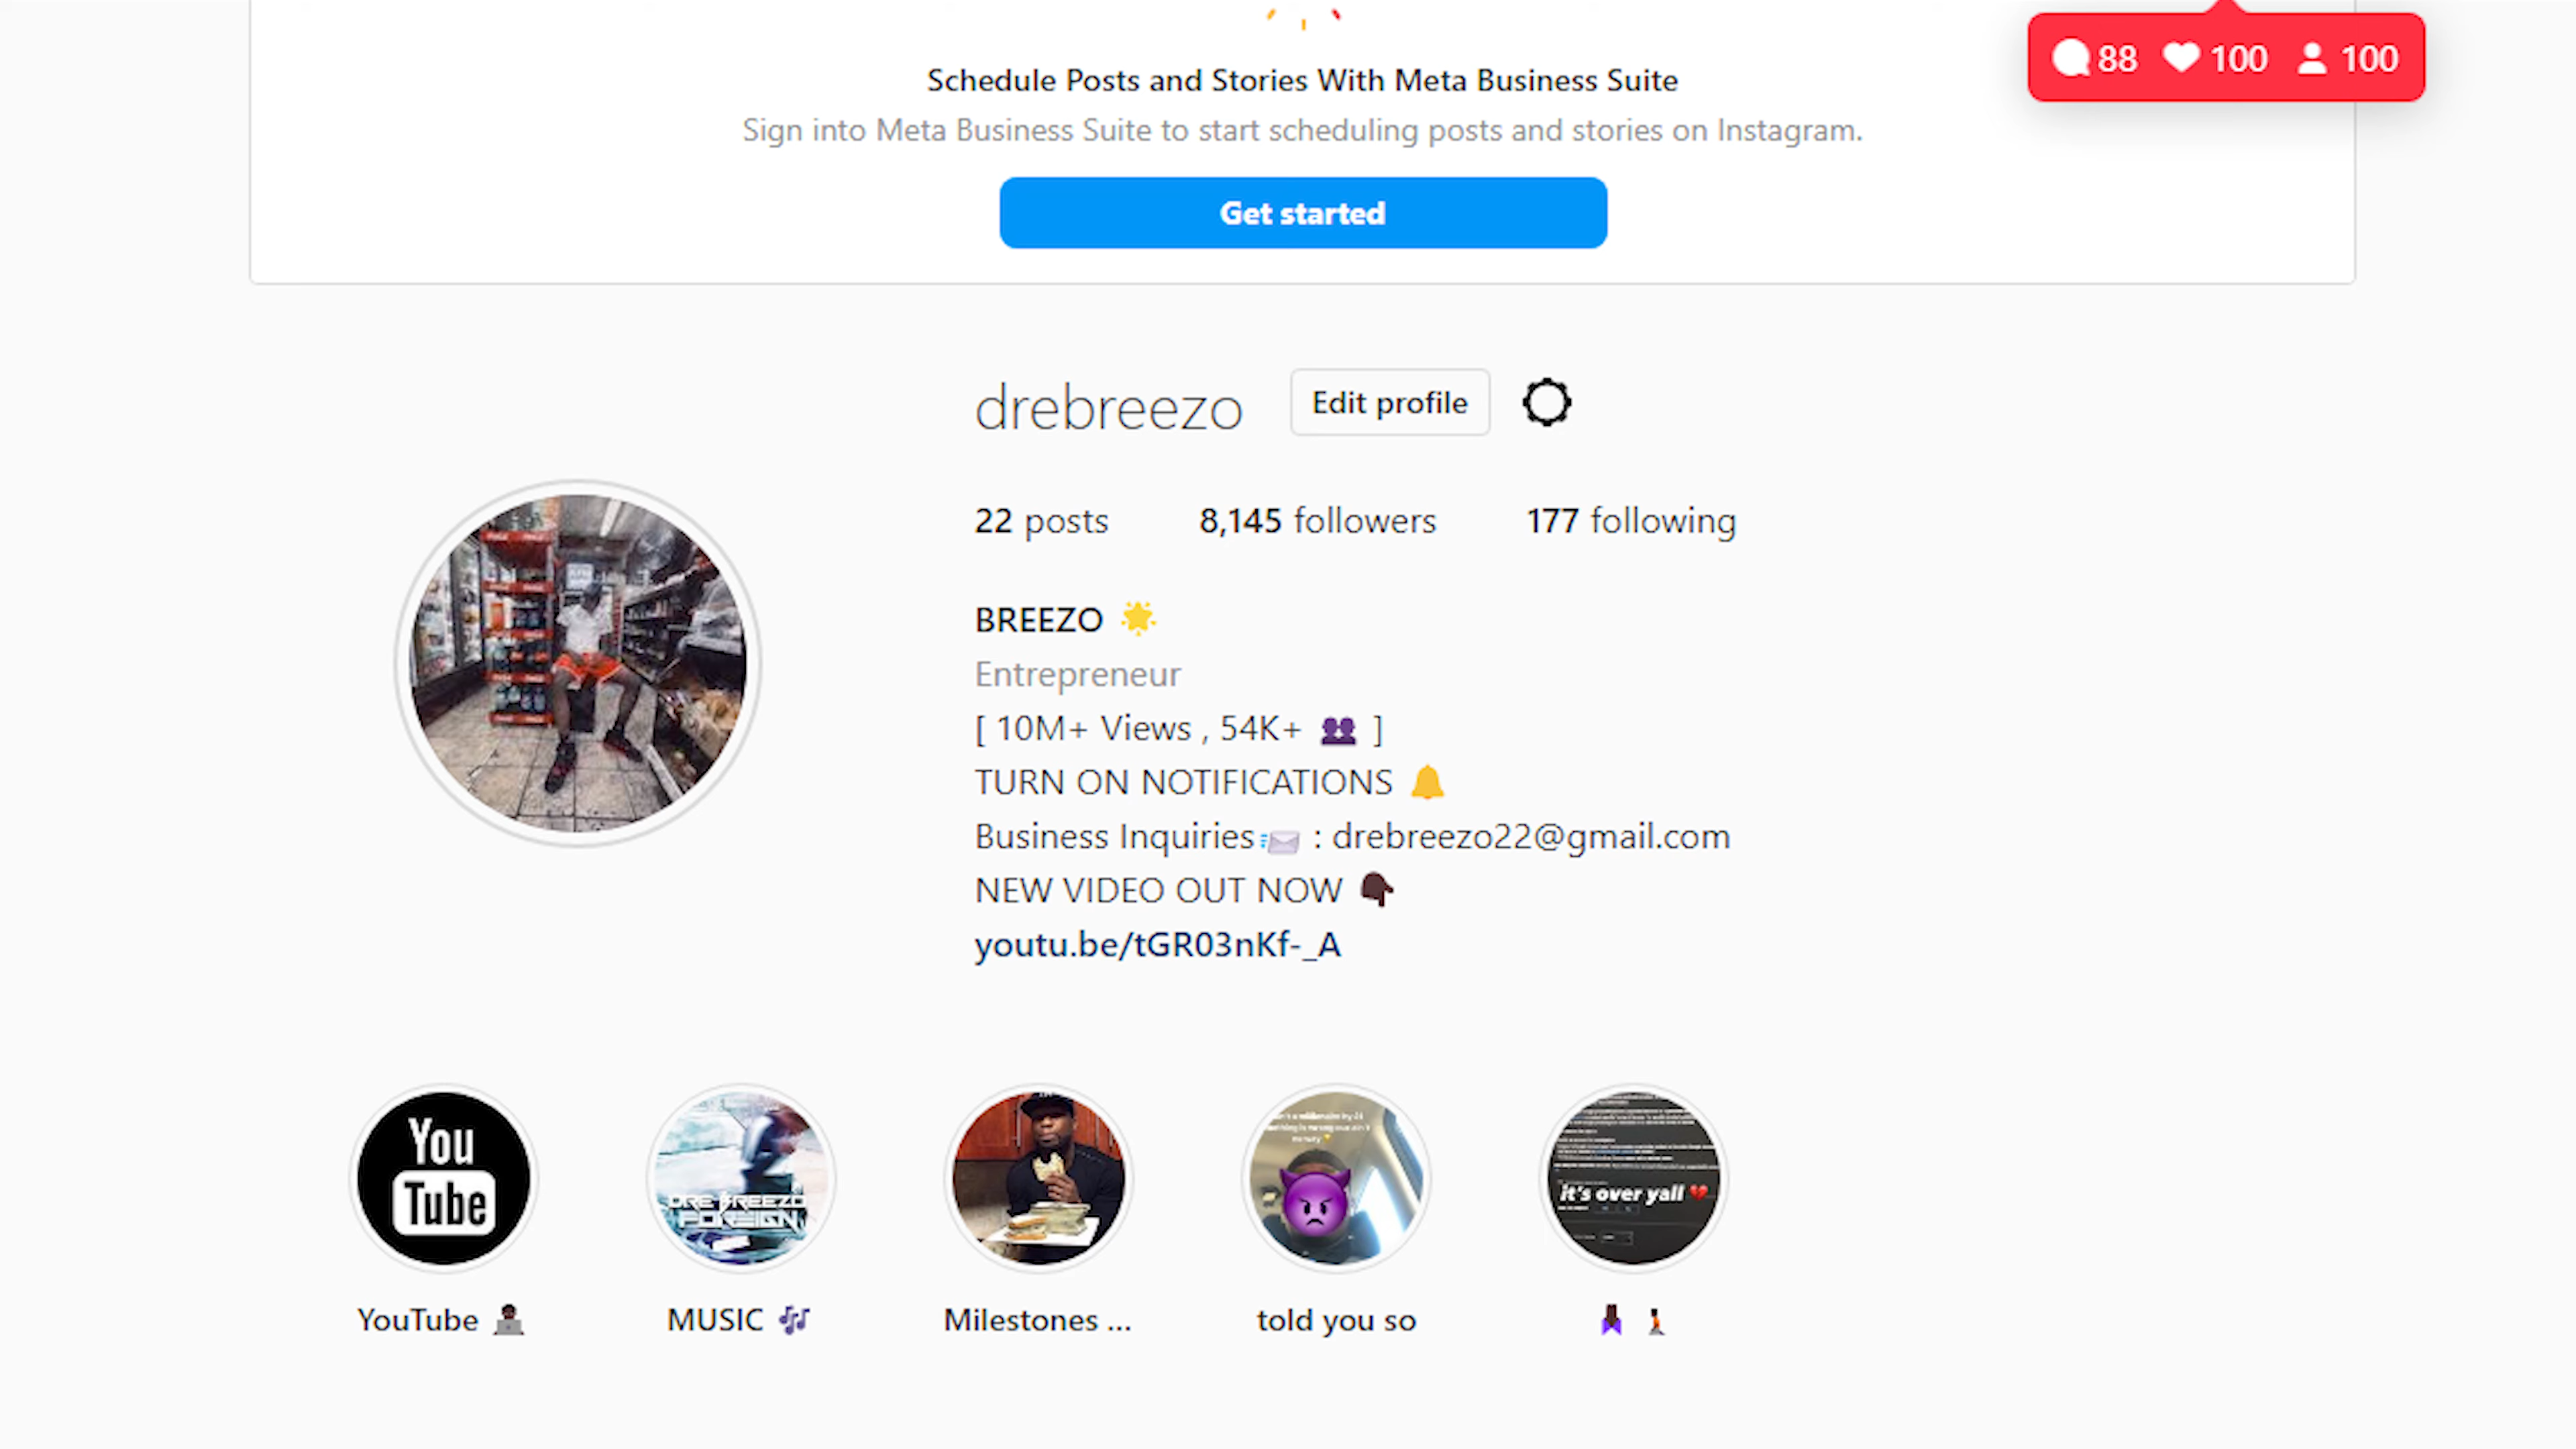 88 100 100
Schedule Posts and Stories With Meta Business Suite
Sign into Meta Business Suite to start scheduling posts and stories on Instagram.
Get started
drebreezo Edit profile
22 posts 8,145 followers 177 following
BREEZO 🌟
Entrepreneur
[ 10M+ Views , 54K+ 👥 ]
TURN ON NOTIFICATIONS 🔔
Business Inquiries📨 : drebreezo22@gmail.com
NEW VIDEO OUT NOW 👇🏿
youtu.be/tGR03nKf-_A
You
Tube
DRE BREEZO
FOREIGN
it's over yall 💔
YouTube 👨🏿‍💻 MUSIC 🎶 Milestones ... told you so